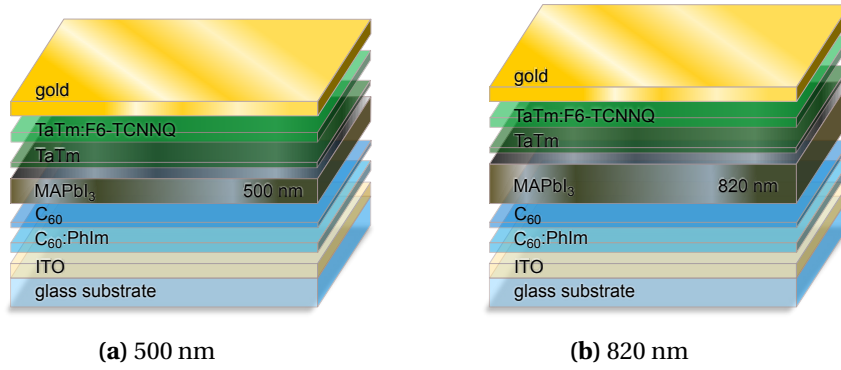 gold
TaTm:F6-TCNNQ
TaTm
MAPbI₃ 500 nm
C₆₀
C₆₀:PhIm
ITO
glass substrate
(a) 500 nm
gold
TaTm:F6-TCNNQ
TaTm
MAPbI₃ 820 nm
C₆₀
C₆₀:PhIm
ITO
glass substrate
(b) 820 nm